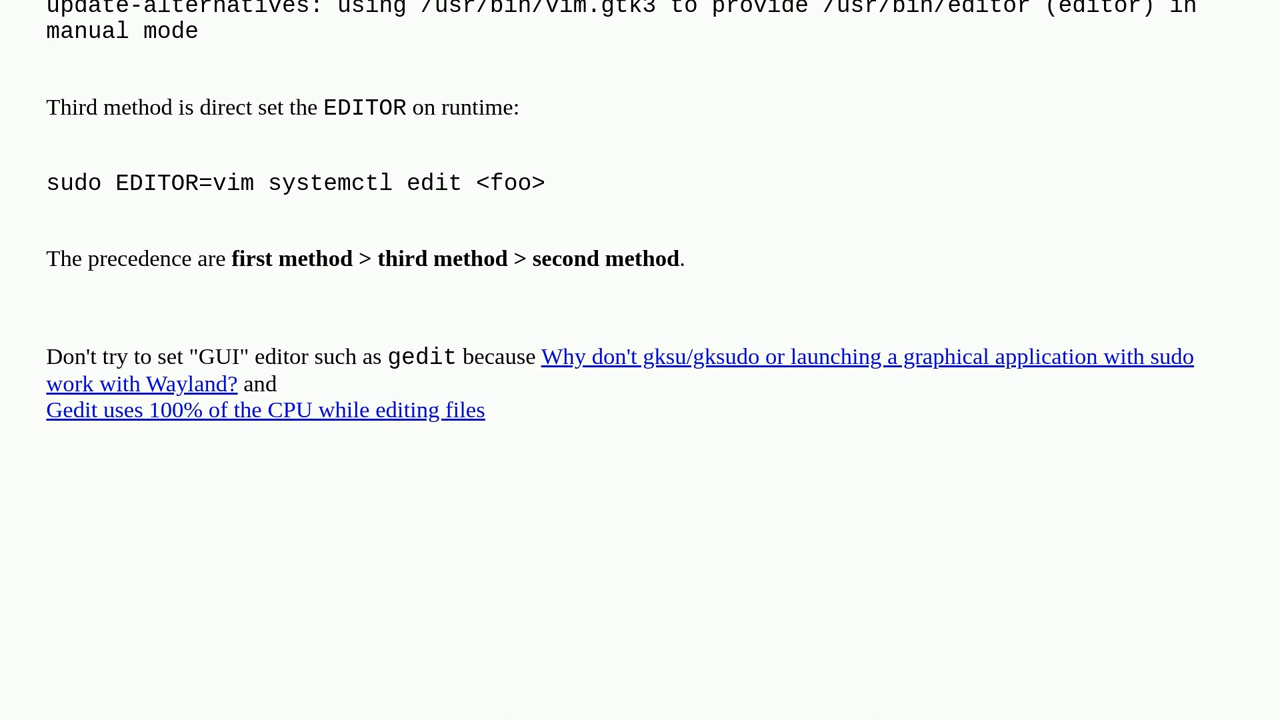 update-alternatives: using /usr/bin/vim.gtk3 to provide /usr/bin/editor (editor) in
manual mode
Third method is direct set the EDITOR on runtime:
sudo EDITOR=vim systemctl edit <foo>
The precedence are first method > third method > second method.
Don't try to set "GUI" editor such as gedit because Why don't gksu/gksudo or launching a graphical application with sudo
work with Wayland? and
Gedit uses 100% of the CPU while editing files